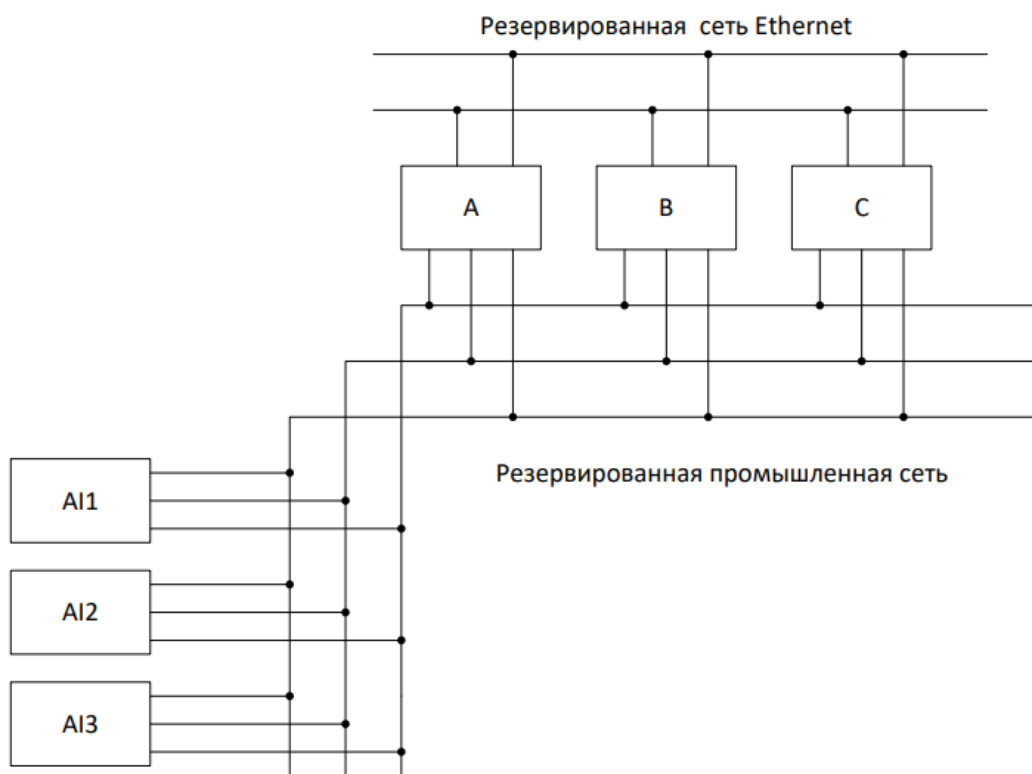 Резервированная сеть Ethernet
A
B
C
Резервированная промышленная сеть
AI1
AI2
AI3